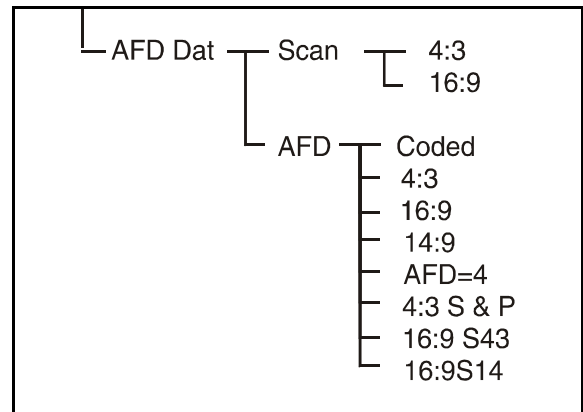 AFD Dat Scan 4:3
16:9
AFD Coded
4:3
16:9
14:9
AFD=4
4:3 S & P
16:9 S43
16:9S14